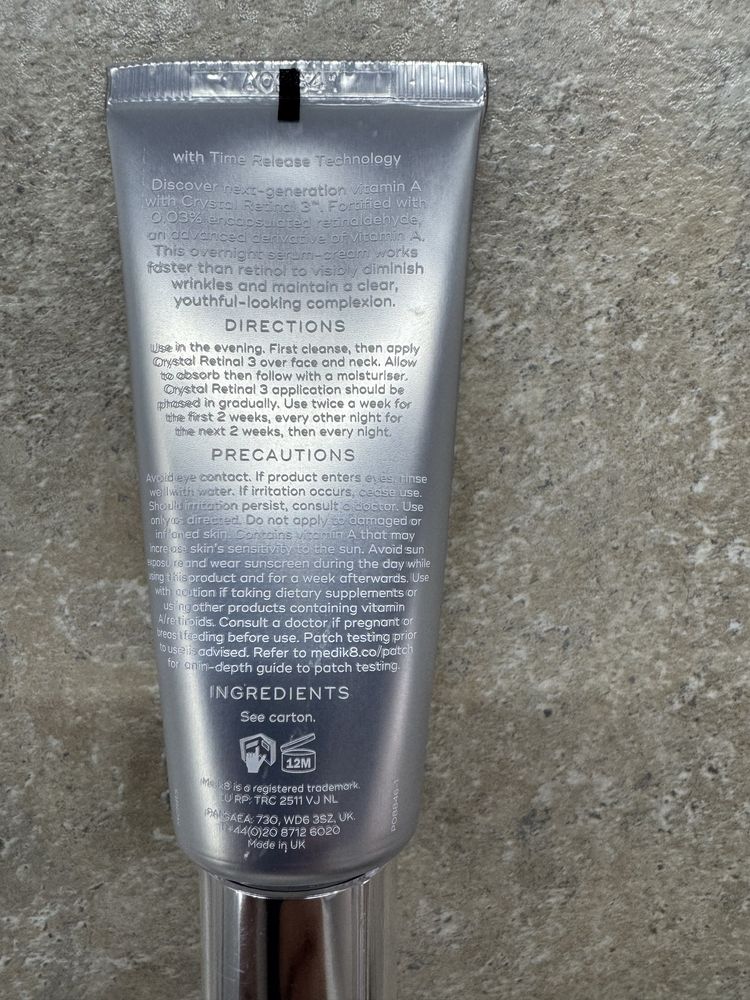 with Time Release Technology
Discover next-generation vitamin A
with Crystal Retinal 3™. Fortified with
0.03% encapsulated retinaldehyde,
an advanced derivative of vitamin A.
This overnight serum-cream works
faster than retinol to visibly diminish
wrinkles and maintain a clear,
youthful-looking complexion.
DIRECTIONS
Use in the evening. First cleanse, then apply
Crystal Retinal 3 over face and neck. Allow
to absorb then follow with a moisturiser.
Crystal Retinal 3 application should be
phased in gradually. Use twice a week for
the first 2 weeks, every other night for
the next 2 weeks, then every night.
PRECAUTIONS
Avoid eye contact. If product enters eyes, rinse
well with water. If irritation occurs, cease use.
Should irritation persist, consult a doctor. Use
only as directed. Do not apply to damaged or
inflamed skin. Contains vitamin A that may
increase skin's sensitivity to the sun. Avoid sun
exposure and wear sunscreen during the day while
using this product and for a week afterwards. Use
with caution if taking dietary supplements or
using other products containing vitamin
A/retinoids. Consult a doctor if pregnant or
breastfeeding before use. Patch testing prior
to use is advised. Refer to medik8.co/patch
for an in-depth guide to patch testing.
INGREDIENTS
See carton.
12M
Medik8 is a registered trademark.
EU RP: TRC 2511 VJ NL
PANGAEA: 730, WD6 3SZ, UK.
+44(0)20 8712 6020
Made in UK
P08846-1